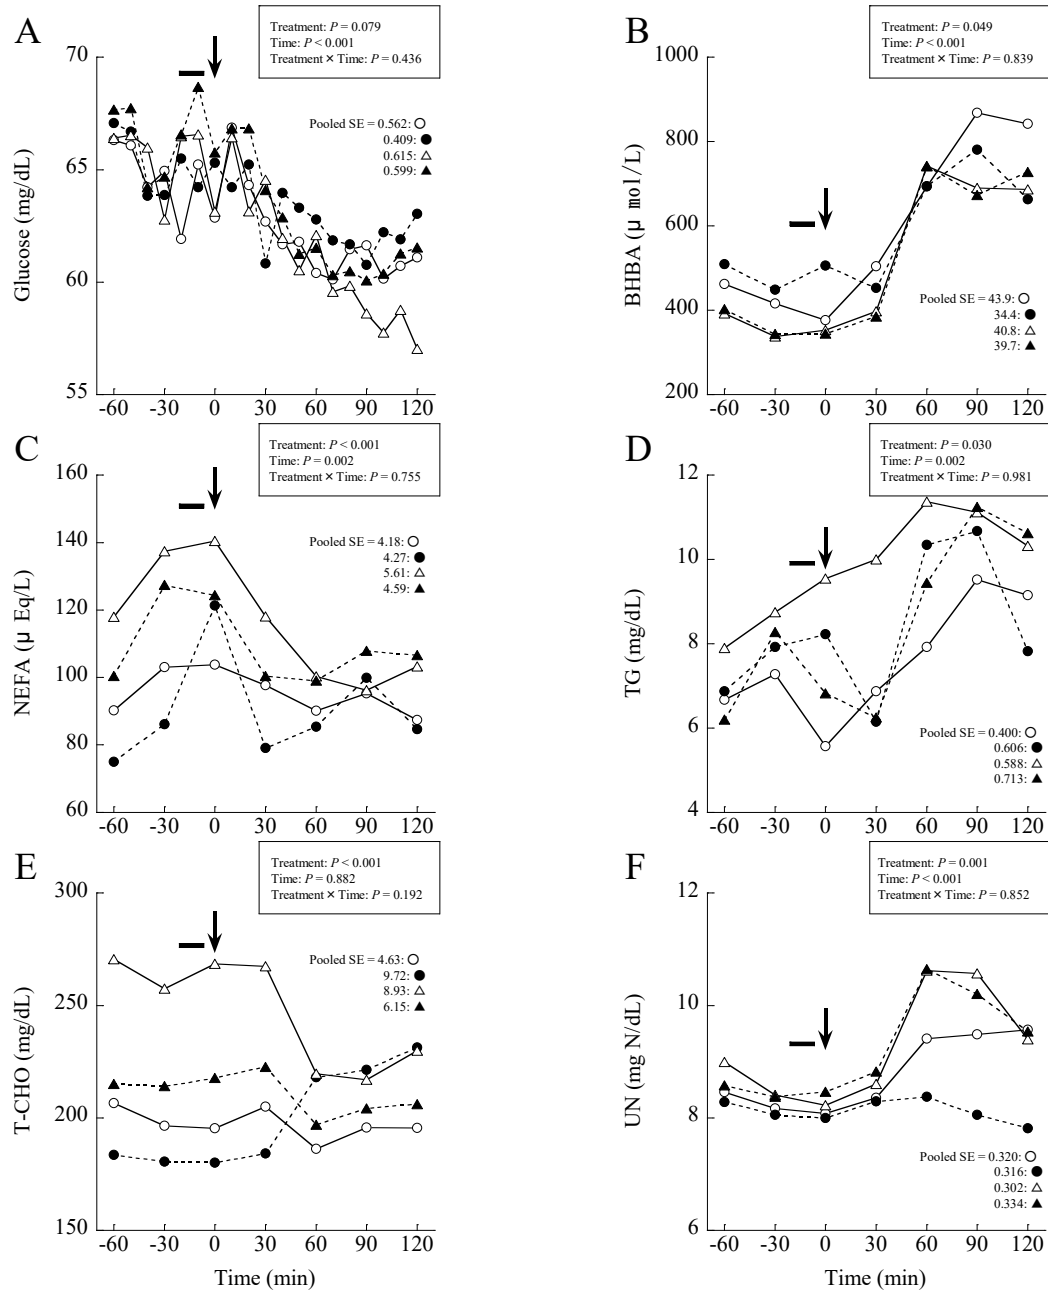 A
Treatment: P = 0.079
Time: P < 0.001
Treatment × Time: P = 0.436
70
65
60
55
Glucose (mg/dL)
Pooled SE = 0.562:
0.409:
0.615:
0.599:
-60 -30 0 30 60 90 120
B
Treatment: P = 0.049
Time: P < 0.001
Treatment × Time: P = 0.839
1000
800
600
400
200
BHBA (μ mol/L)
Pooled SE = 43.9:
34.4:
40.8:
39.7:
-60 -30 0 30 60 90 120
C
Treatment: P < 0.001
Time: P = 0.002
Treatment × Time: P = 0.755
160
140
120
100
80
60
NEFA (μ Eq/L)
Pooled SE = 4.18:
4.27:
5.61:
4.59:
-60 -30 0 30 60 90 120
D
Treatment: P = 0.030
Time: P = 0.002
Treatment × Time: P = 0.981
12
10
8
6
4
TG (mg/dL)
Pooled SE = 0.400:
0.606:
0.588:
0.713:
-60 -30 0 30 60 90 120
E
Treatment: P < 0.001
Time: P = 0.882
Treatment × Time: P = 0.192
300
250
200
150
T-CHO (mg/dL)
Pooled SE = 4.63:
9.72:
8.93:
6.15:
-60 -30 0 30 60 90 120
Time (min)
F
Treatment: P = 0.001
Time: P < 0.001
Treatment × Time: P = 0.852
12
10
8
6
UN (mg N/dL)
Pooled SE = 0.320:
0.316:
0.302:
0.334:
-60 -30 0 30 60 90 120
Time (min)